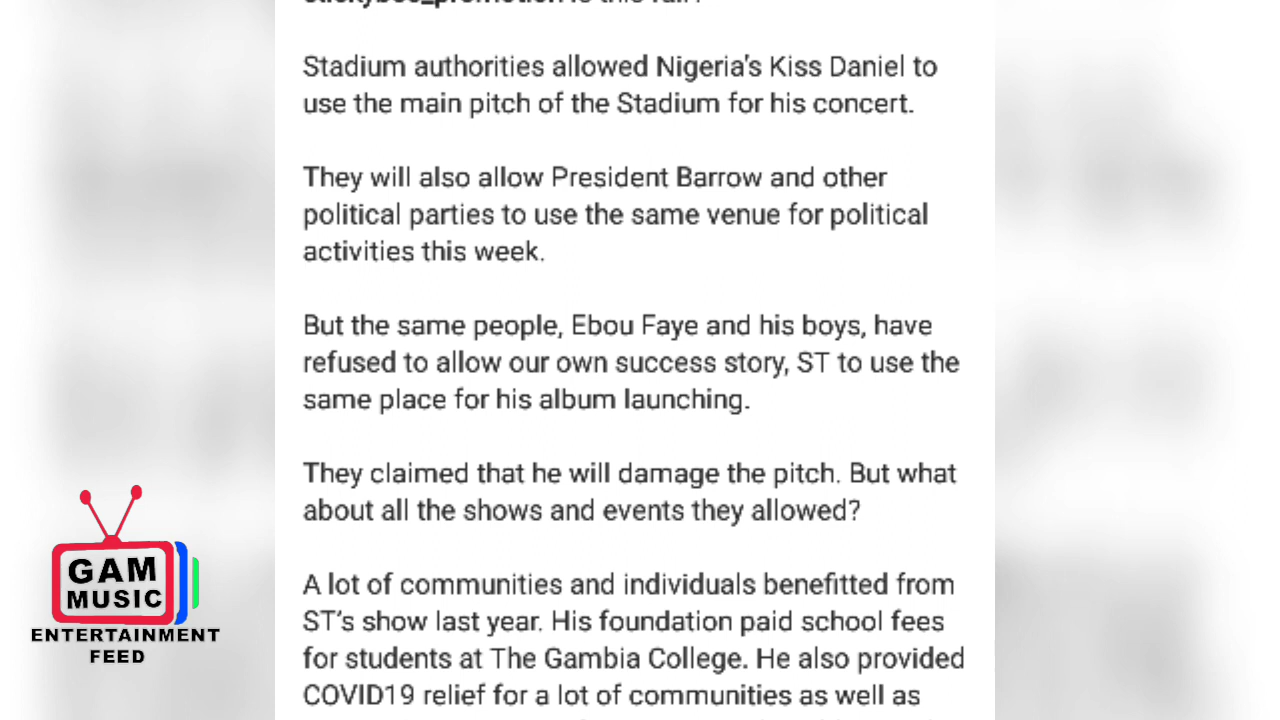 Stadium authorities allowed Nigeria's Kiss Daniel to
use the main pitch of the Stadium for his concert.
They will also allow President Barrow and other
political parties to use the same venue for political
activities this week.
But the same people, Ebou Faye and his boys, have
refused to allow our own success story, ST to use the
same place for his album launching.
They claimed that he will damage the pitch. But what
about all the shows and events they allowed?
A lot of communities and individuals benefitted from
ST's show last year. His foundation paid school fees
for students at The Gambia College. He also provided
COVID19 relief for a lot of communities as well as
GAM
MUSIC
ENTERTAINMENT
FEED